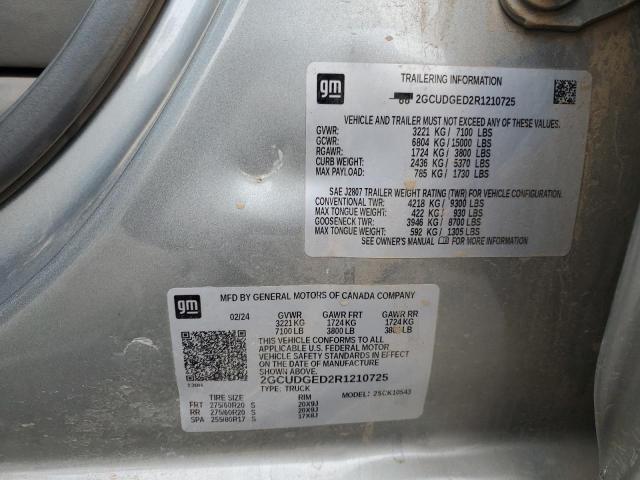 gm
TRAILERING INFORMATION
2GCUDGED2R1210725
VEHICLE AND TRAILER MUST NOT EXCEED ANY OF THESE VALUES.
GVWR: 3221 KG/ 7100 LBS
GCWR: 6804 KG/15000 LBS
RGAWR: 1724 KG/ 3800 LBS
CURB WEIGHT: 2436 KG/ 5370 LBS
MAX PAYLOAD: 785 KG/ 1730 LBS
SAE J2807 TRAILER WEIGHT RATING (TWR) FOR VEHICLE CONFIGURATION.
CONVENTIONAL TWR: 4218 KG/ 9300 LBS
MAX TONGUE WEIGHT: 422 KG/ 930 LBS
GOOSENECK TWR: 3946 KG/ 8700 LBS
MAX TONGUE WEIGHT: 592 KG/ 1305 LBS
SEE OWNER'S MANUAL FOR MORE INFORMATION
gm
MFD BY GENERAL MOTORS OF CANADA COMPANY
02/24 GVWR GAWR FRT GAWR RR
3221KG 1724 KG 1724 KG
7100LB 3800 LB 3800 LB
THIS VEHICLE CONFORMS TO ALL
APPLICABLE U.S. FEDERAL MOTOR
VEHICLE SAFETY STANDARDS IN EFFECT
ON THE DATE OF MANUFACTURE
SHOWN ABOVE.
2GCUDGED2R1210725
TYPE: TRUCK
MODEL: 2SCK10543
TIRE SIZE RIM
FRT 275/60R20 S 20X9J
RR 275/60R20 S 20X9J
SPA 255/80R17 S 17X8J